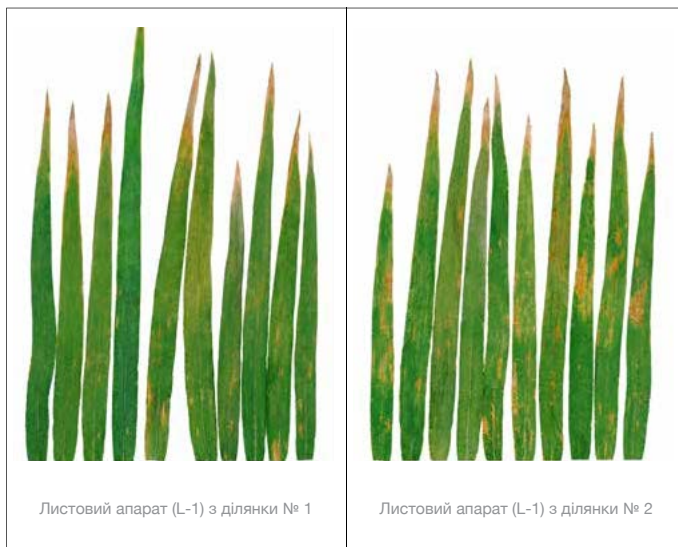 Листовий апарат (L-1) з ділянки № 1
Листовий апарат (L-1) з ділянки № 2